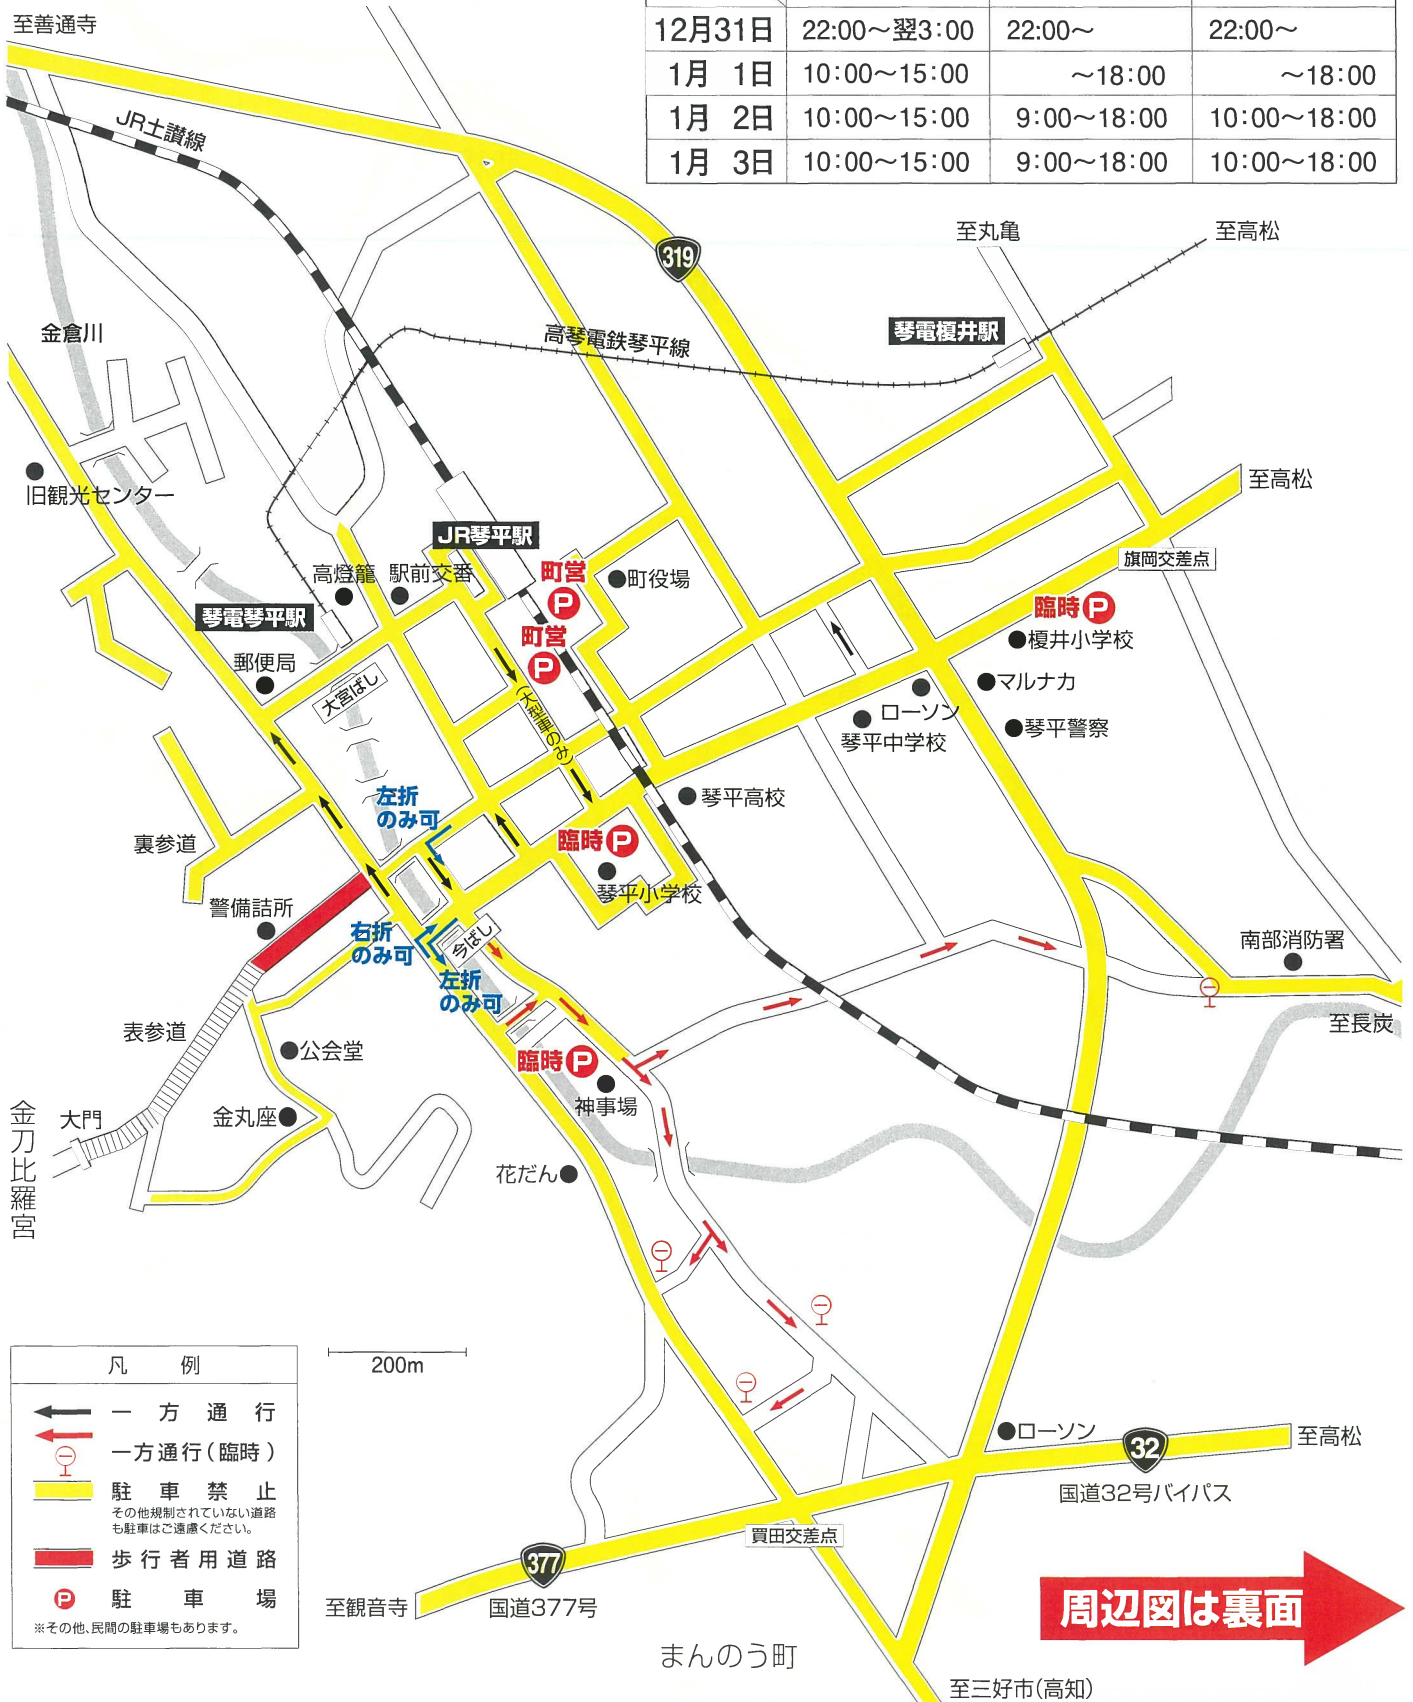 12月31日 22:00～翌3:00 22:00～ 22:00～
1月 1日 10:00～15:00 ～18:00 ～18:00
1月 2日 10:00～15:00 9:00～18:00 10:00～18:00
1月 3日 10:00～15:00 9:00～18:00 10:00～18:00
至善通寺
JR土讃線
319
至丸亀
至高松
金倉川
高琴電鉄琴平線
琴電榎井駅
旧観光センター
至高松
JR琴平駅
旗岡交差点
高燈籠
駅前交番
町営
P
町役場
臨時P
琴電琴平駅
町営
P
榎井小学校
郵便局
大宮ばし
(大型車のみ)
マルナカ
ローソン
琴平中学校
琴平警察
左折
のみ可
琴平高校
裏参道
臨時P
琴平小学校
警備詰所
右折
のみ可
今ばし
左折
のみ可
南部消防署
至長炭
表参道
公会堂
臨時P
神事場
金丸座
大門
金刀比羅宮
花だん
200m
凡例
一方通行
一方通行(臨時)
駐車禁止
その他規制されていない道路
も駐車はご遠慮ください。
歩行者用道路
P 駐車場
※その他、民間の駐車場もあります。
ローソン
32
至高松
国道32号バイパス
買田交差点
377
至観音寺
国道377号
周辺図は裏面
まんのう町
至三好市(高知)